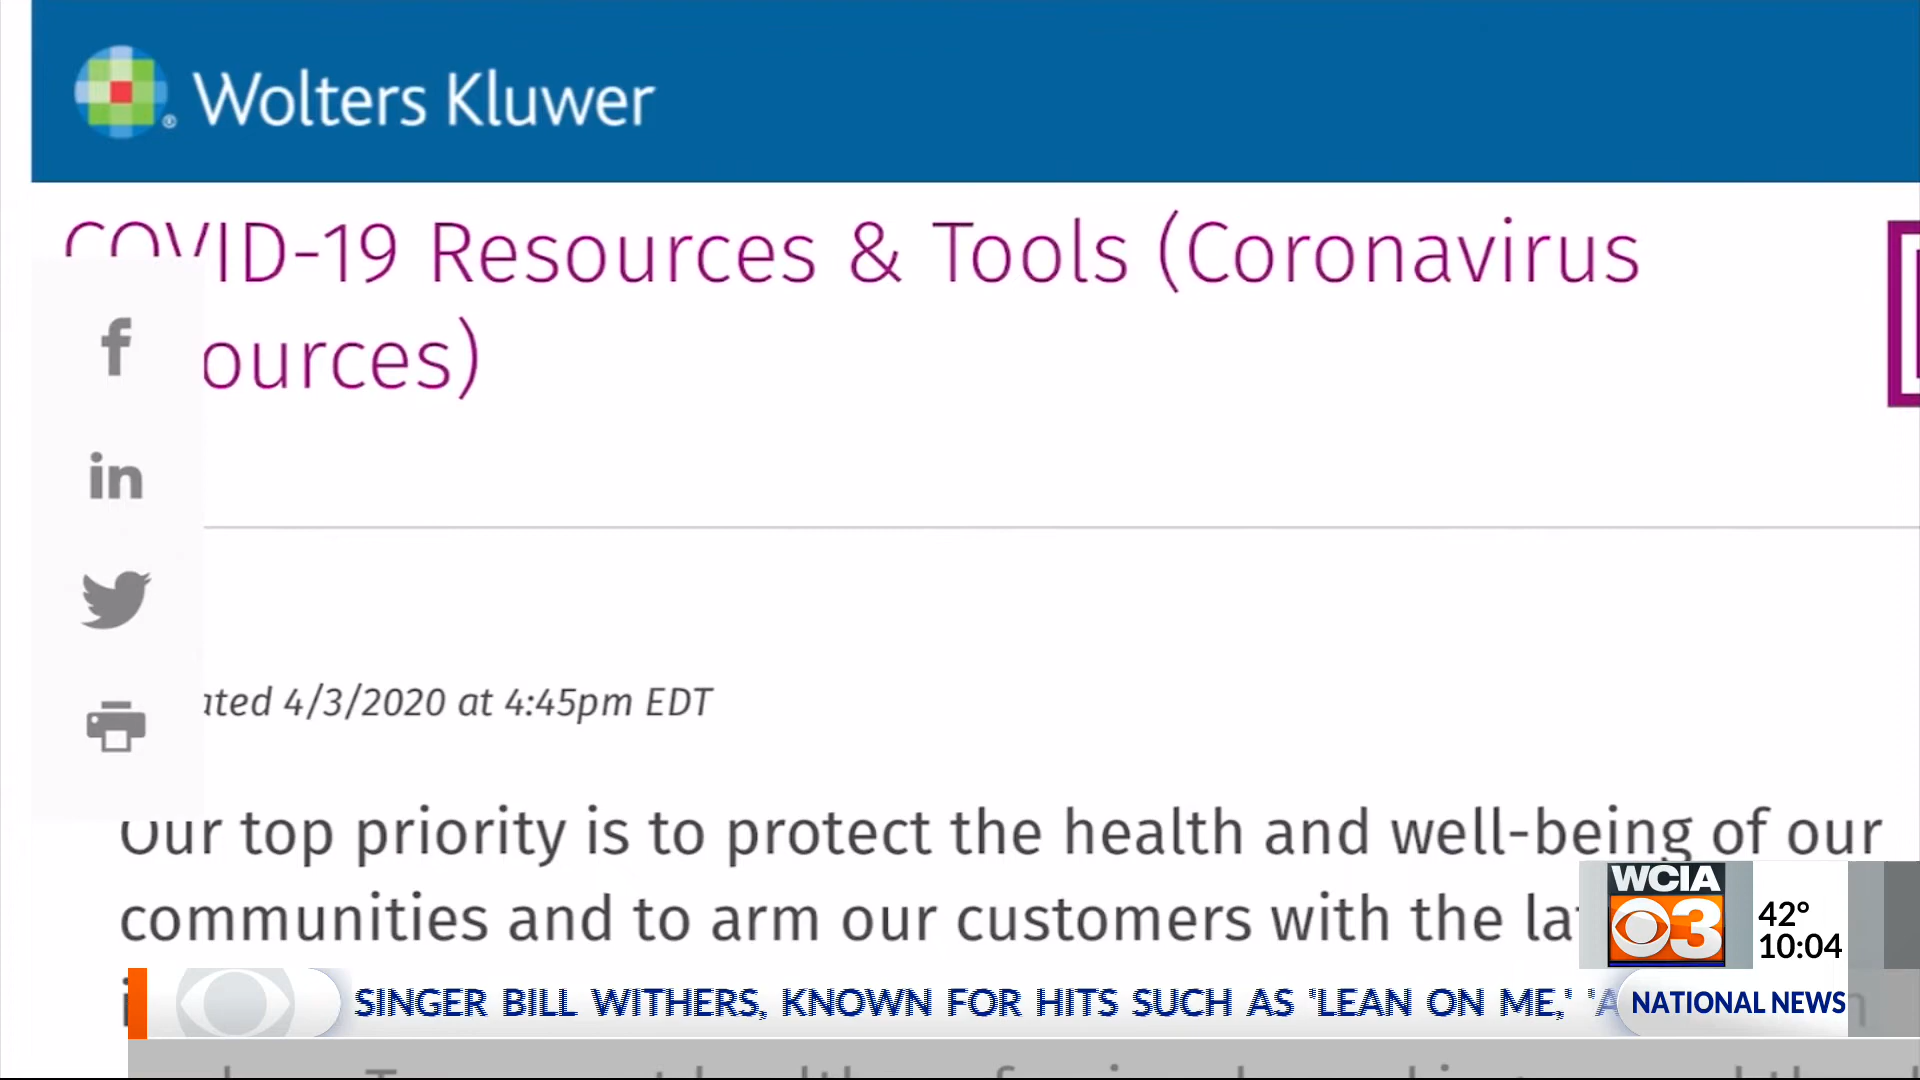 Wolters Kluwer
COVID-19 Resources & Tools (Coronavirus
ources)
f
in
ated 4/3/2020 at 4:45pm EDT
Our top priority is to protect the health and well-being of our
communities and to arm our customers with the la
WCIA
3
42°
10:04
SINGER BILL WITHERS, KNOWN FOR HITS SUCH AS 'LEAN ON ME,' 'A
NATIONAL NEWS